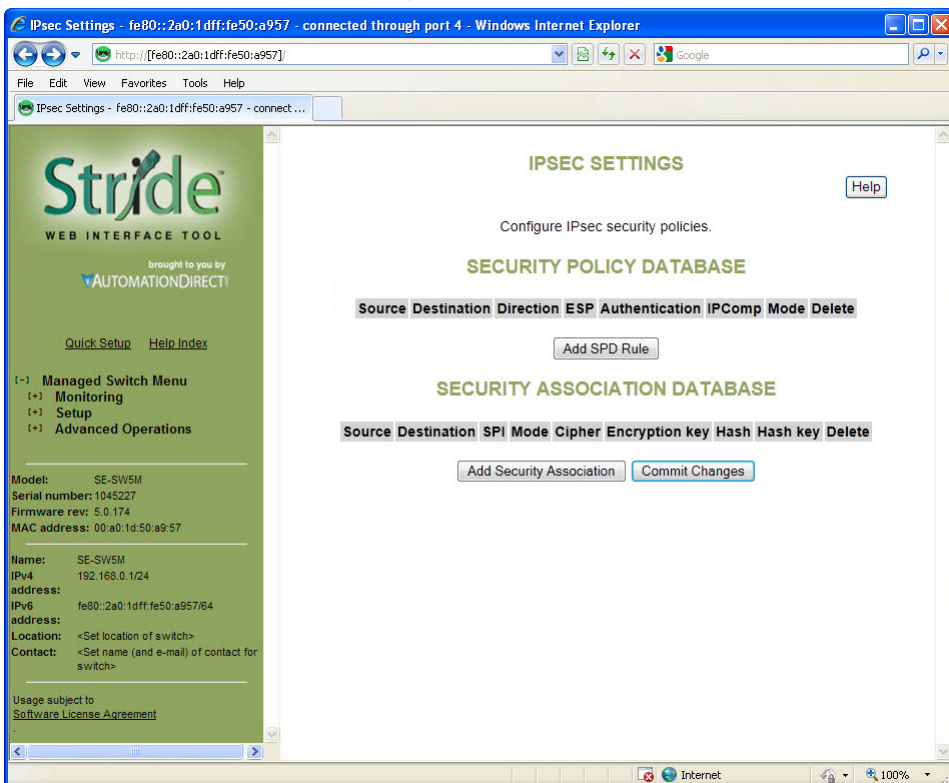 IPsec Settings - fe80::2a0:1dff:fe50:a957 - connected through port 4 - Windows Internet Explorer
http://[fe80::2a0:1dff:fe50:a957]/
Google
File Edit View Favorites Tools Help
IPsec Settings - fe80::2a0:1dff:fe50:a957 - connect ...
Stride
WEB INTERFACE TOOL
brought to you by
AUTOMATIONDIRECT
Quick Setup Help Index
[-] Managed Switch Menu
[+] Monitoring
[+] Setup
[+] Advanced Operations
Model: SE-SW5M
Serial number: 1045227
Firmware rev: 5.0.174
MAC address: 00:a0:1d:50:a9:57
Name: SE-SW5M
IPv4 address: 192.168.0.1/24
IPv6 address: fe80::2a0:1dff:fe50:a957/64
Location: <Set location of switch>
Contact: <Set name (and e-mail) of contact for
switch>
Usage subject to
Software License Agreement
.
IPSEC SETTINGS
Help
Configure IPsec security policies.
SECURITY POLICY DATABASE
Source Destination Direction ESP Authentication IPComp Mode Delete
Add SPD Rule
SECURITY ASSOCIATION DATABASE
Source Destination SPI Mode Cipher Encryption key Hash Hash key Delete
Add Security Association Commit Changes
Internet 100%